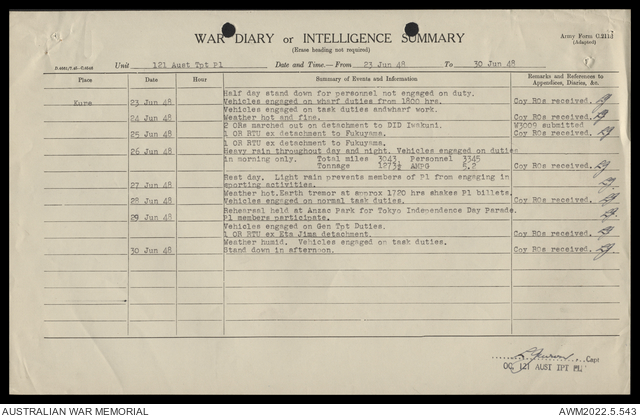 WAR DIARY or INTELLIGENCE SUMMARY
(Erase heading not required)
Army Form C.2118
(Adapted)
Unit 121 Aust Tpt Pl Date and Time.—From 23 Jun 48 To 30 Jun 48
Place Date Hour Summary of Events and Information Remarks and References to
Appendices, Diaries, &c.
Half day stand down for personnel not engaged on duty.
Kure 23 Jun 48 Vehicles engaged on wharf duties from 1800 hrs. Coy ROs received.
Vehicles engaged on task duties andwharf work.
24 Jun 48 Weather hot and fine. Coy ROs received.
2 ORs marched out on detachment to DID Iwakuni. W3009 submitted
25 Jun 48 1 OR RTU ex detachment to Fukuyama. Coy ROs received.
1 OR RTU ex detachment to Fukuyama.
26 Jun 48 Heavy rain throughout day and night. Vehicles engaged on duties
in morning only. Total miles 3043 Personnel 3345
Tonnage 1273½ AMPG 5.2 Coy ROs received.
Rest day. Light rain prevents members of Pl from engaging in
27 Jun 48 sporting activities.
Weather hot.Earth tremor at approx 1720 hrs shakes Pl billets.
28 Jun 48 Vehicles engaged on normal task duties. Coy ROs received.
Rehearsal held at Anzac Park for Tokyo Independence Day Parade.
29 Jun 48 Pl members participate.
Vehicles engaged on Gen Tpt Duties.
1 OR RTU ex Eta Jima detachment. Coy ROs received.
Weather humid. Vehicles engaged on task duties.
30 Jun 48 Stand down in afternoon. Coy ROs received.
Capt
OC 121 AUST TPT PL
AUSTRALIAN WAR MEMORIAL
AWM2022.5.543